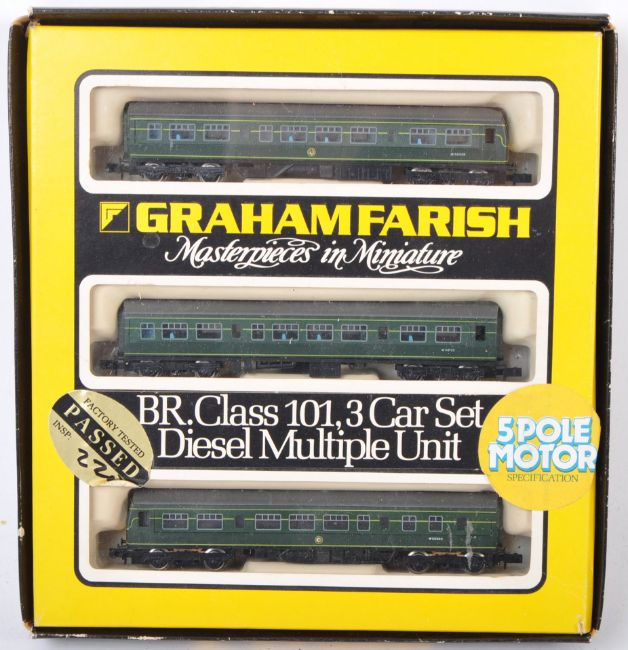 GRAHAM FARISH
Masterpieces in Miniature
BR. Class 101, 3 Car Set
Diesel Multiple Unit
FACTORY TESTED
PASSED
INSP.
22
5 POLE
MOTOR
SPECIFICATION